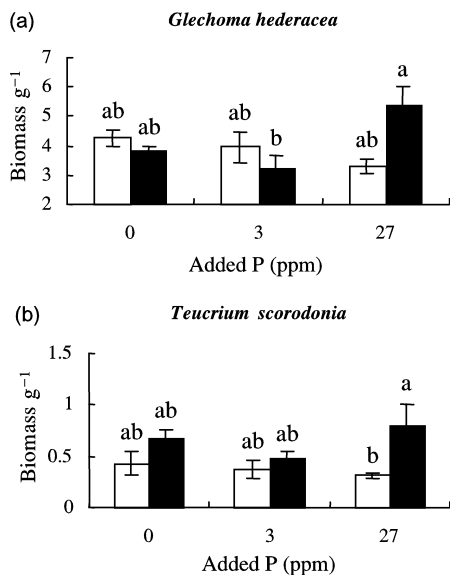 (a)
Glechoma hederacea
Biomass g⁻¹
7
6
5
4
3
2
ab
ab
ab
b
ab
a
0
3
27
Added P (ppm)
(b)
Teucrium scorodonia
Biomass g⁻¹
1.5
1
0.5
0
ab
ab
ab
ab
b
a
0
3
27
Added P (ppm)